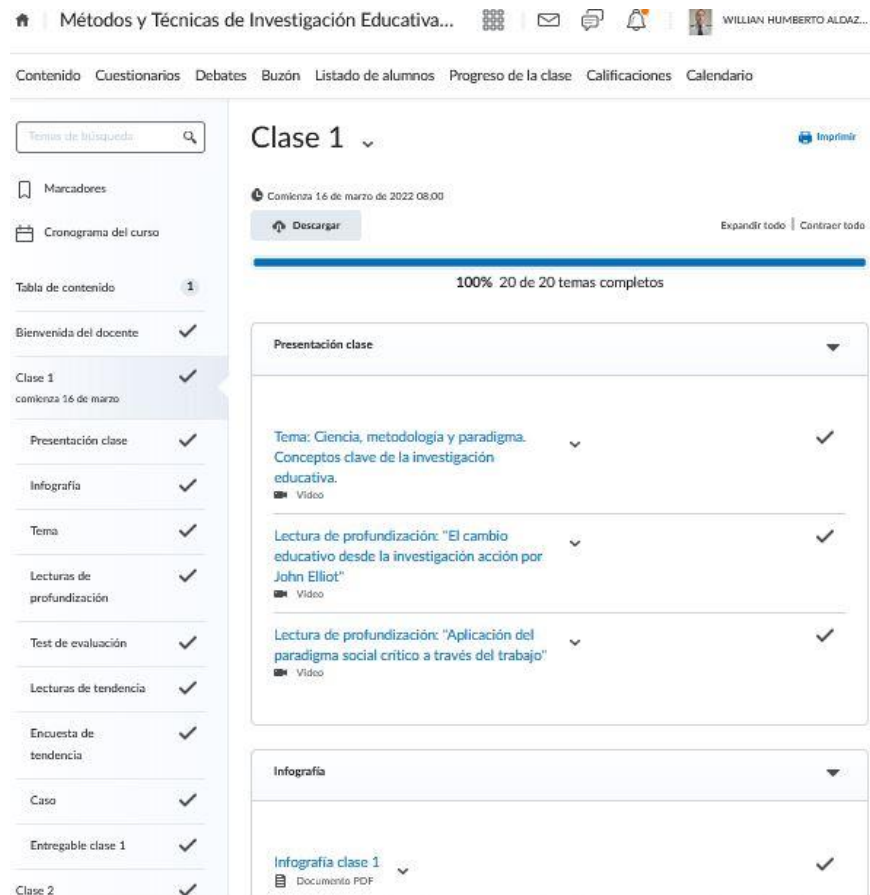 Métodos y Técnicas de Investigación Educativa...
WILLIAN HUMBERTO ALDAZ...
Contenido Cuestionarios Debates Buzón Listado de alumnos Progreso de la clase Calificaciones Calendario
Temas de búsqueda
Marcadores
Cronograma del curso
Tabla de contenido 1
Bienvenida del docente
Clase 1
comienza 16 de marzo
Presentación clase
Infografía
Tema
Lecturas de
profundización
Test de evaluación
Lecturas de tendencia
Encuesta de
tendencia
Caso
Entregable clase 1
Clase 2
Clase 1
Imprimir
Comienza 16 de marzo de 2022 08:00
Descargar
Expandir todo | Contraer todo
100% 20 de 20 temas completos
Presentación clase
Tema: Ciencia, metodología y paradigma.
Conceptos clave de la investigación
educativa.
Video
Lectura de profundización: "El cambio
educativo desde la investigación acción por
John Elliot"
Video
Lectura de profundización: "Aplicación del
paradigma social crítico a través del trabajo"
Video
Infografía
Infografía clase 1
Documento PDF